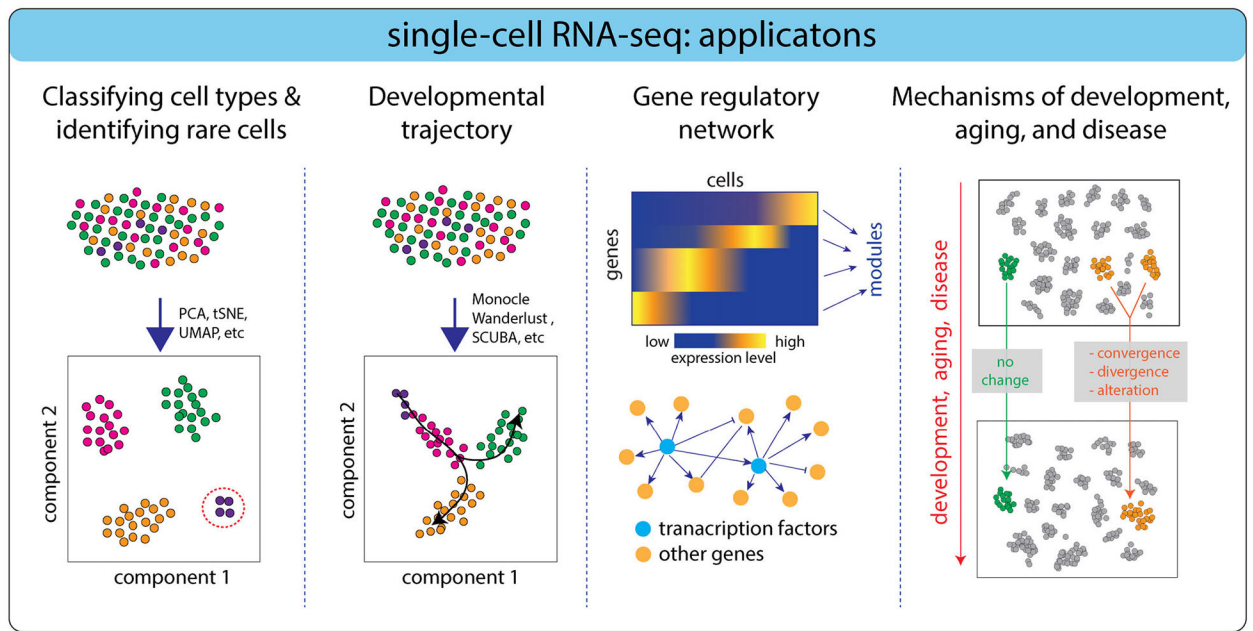 single-cell RNA-seq: applicatons
Classifying cell types &
identifying rare cells
PCA, tSNE,
UMAP, etc
component 2
component 1
Developmental
trajectory
Monocle
Wanderlust ,
SCUBA, etc
component 2
component 1
Gene regulatory
network
cells
genes
modules
low
high
expression level
tranacription factors
other genes
Mechanisms of development,
aging, and disease
development, aging, disease
no
change
- convergence
- divergence
- alteration